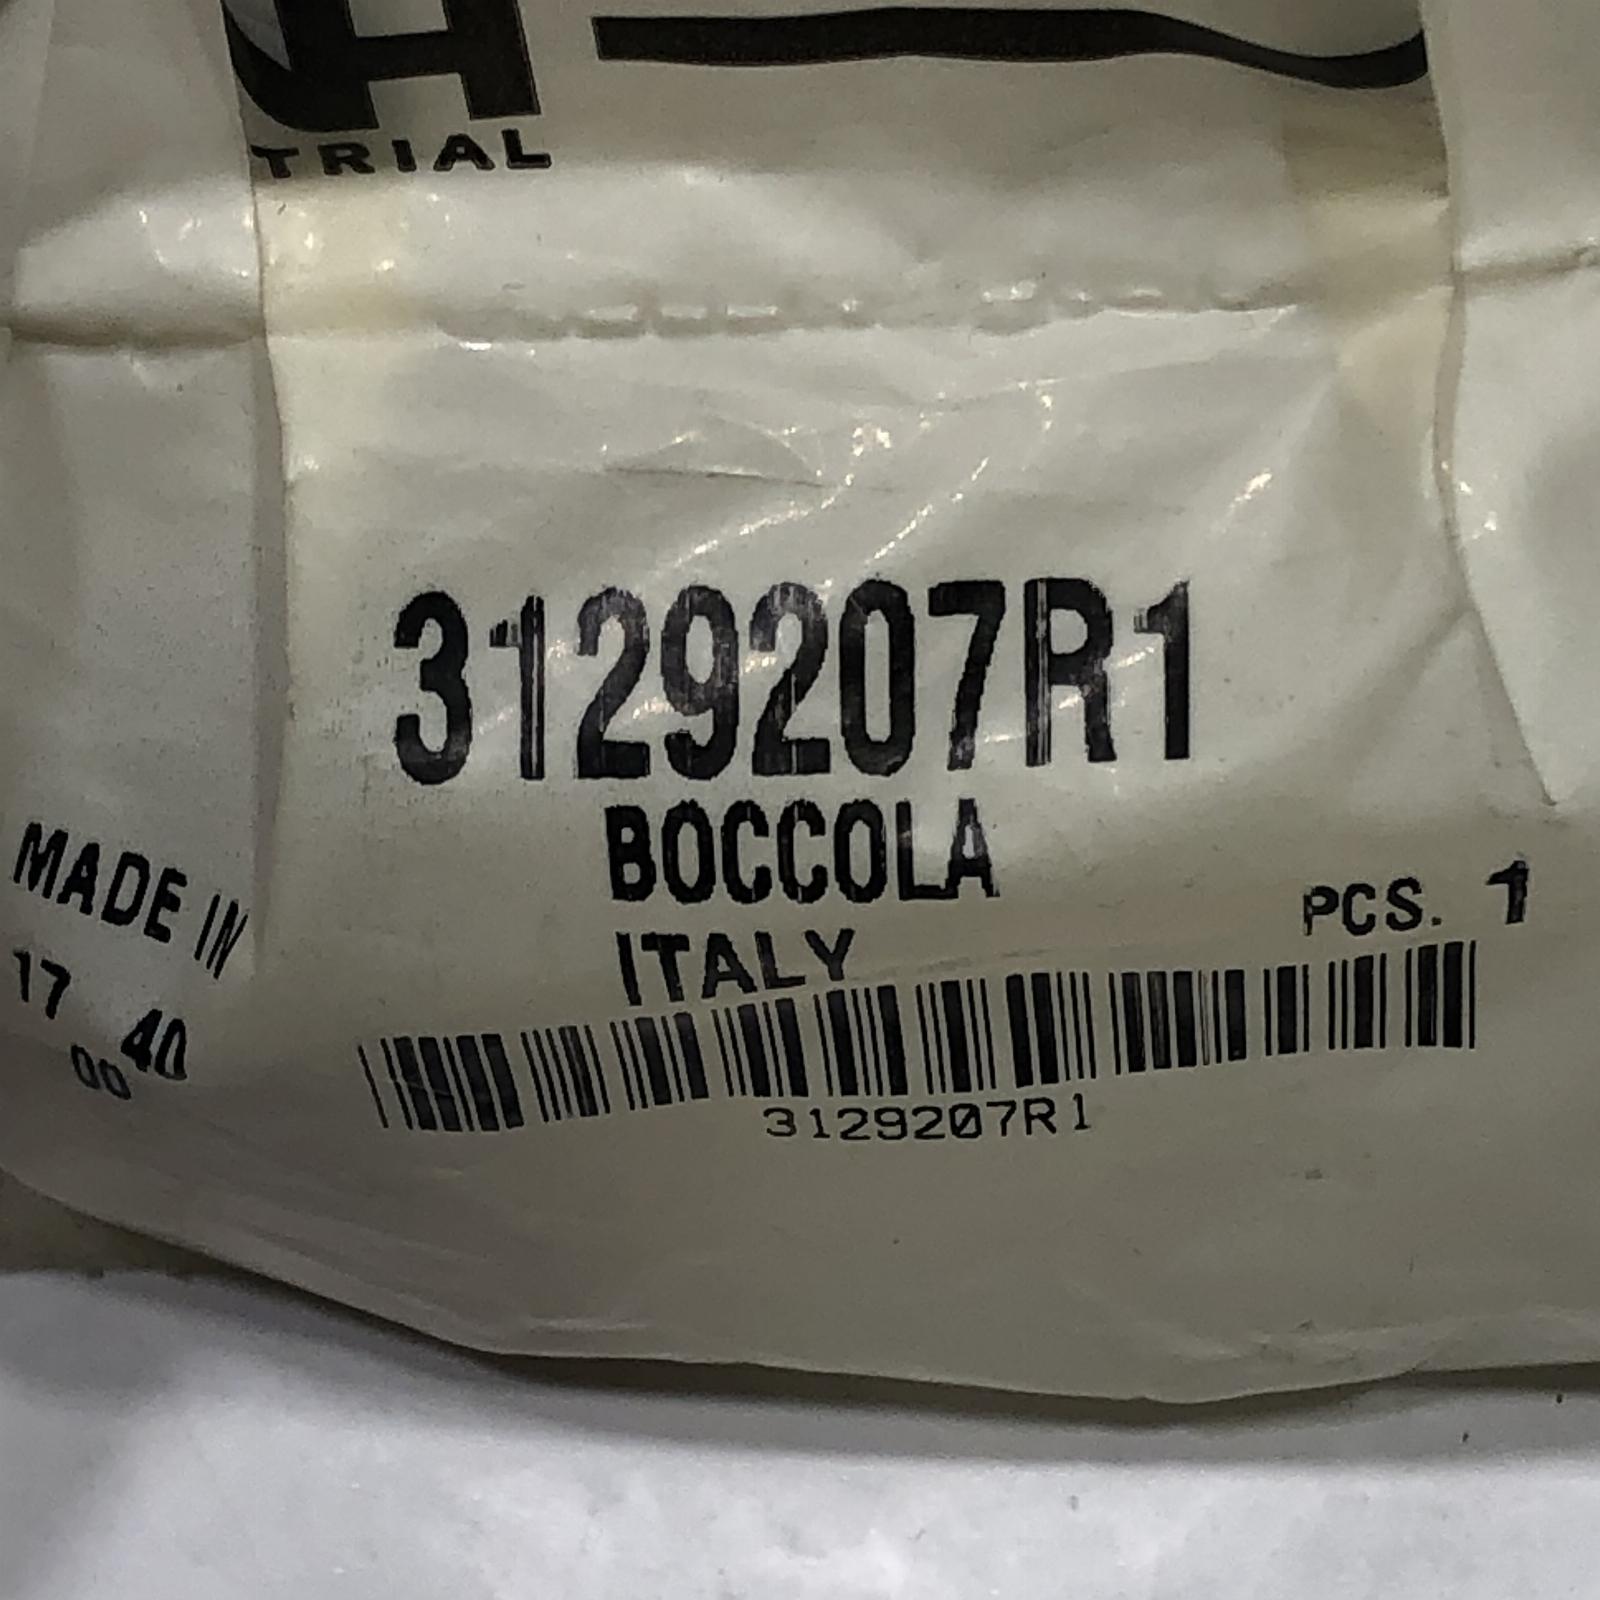 TRIAL
3129207R1
BOCCOLA
MADE IN
ITALY
PCS. 1
17
40
00
3129207R1